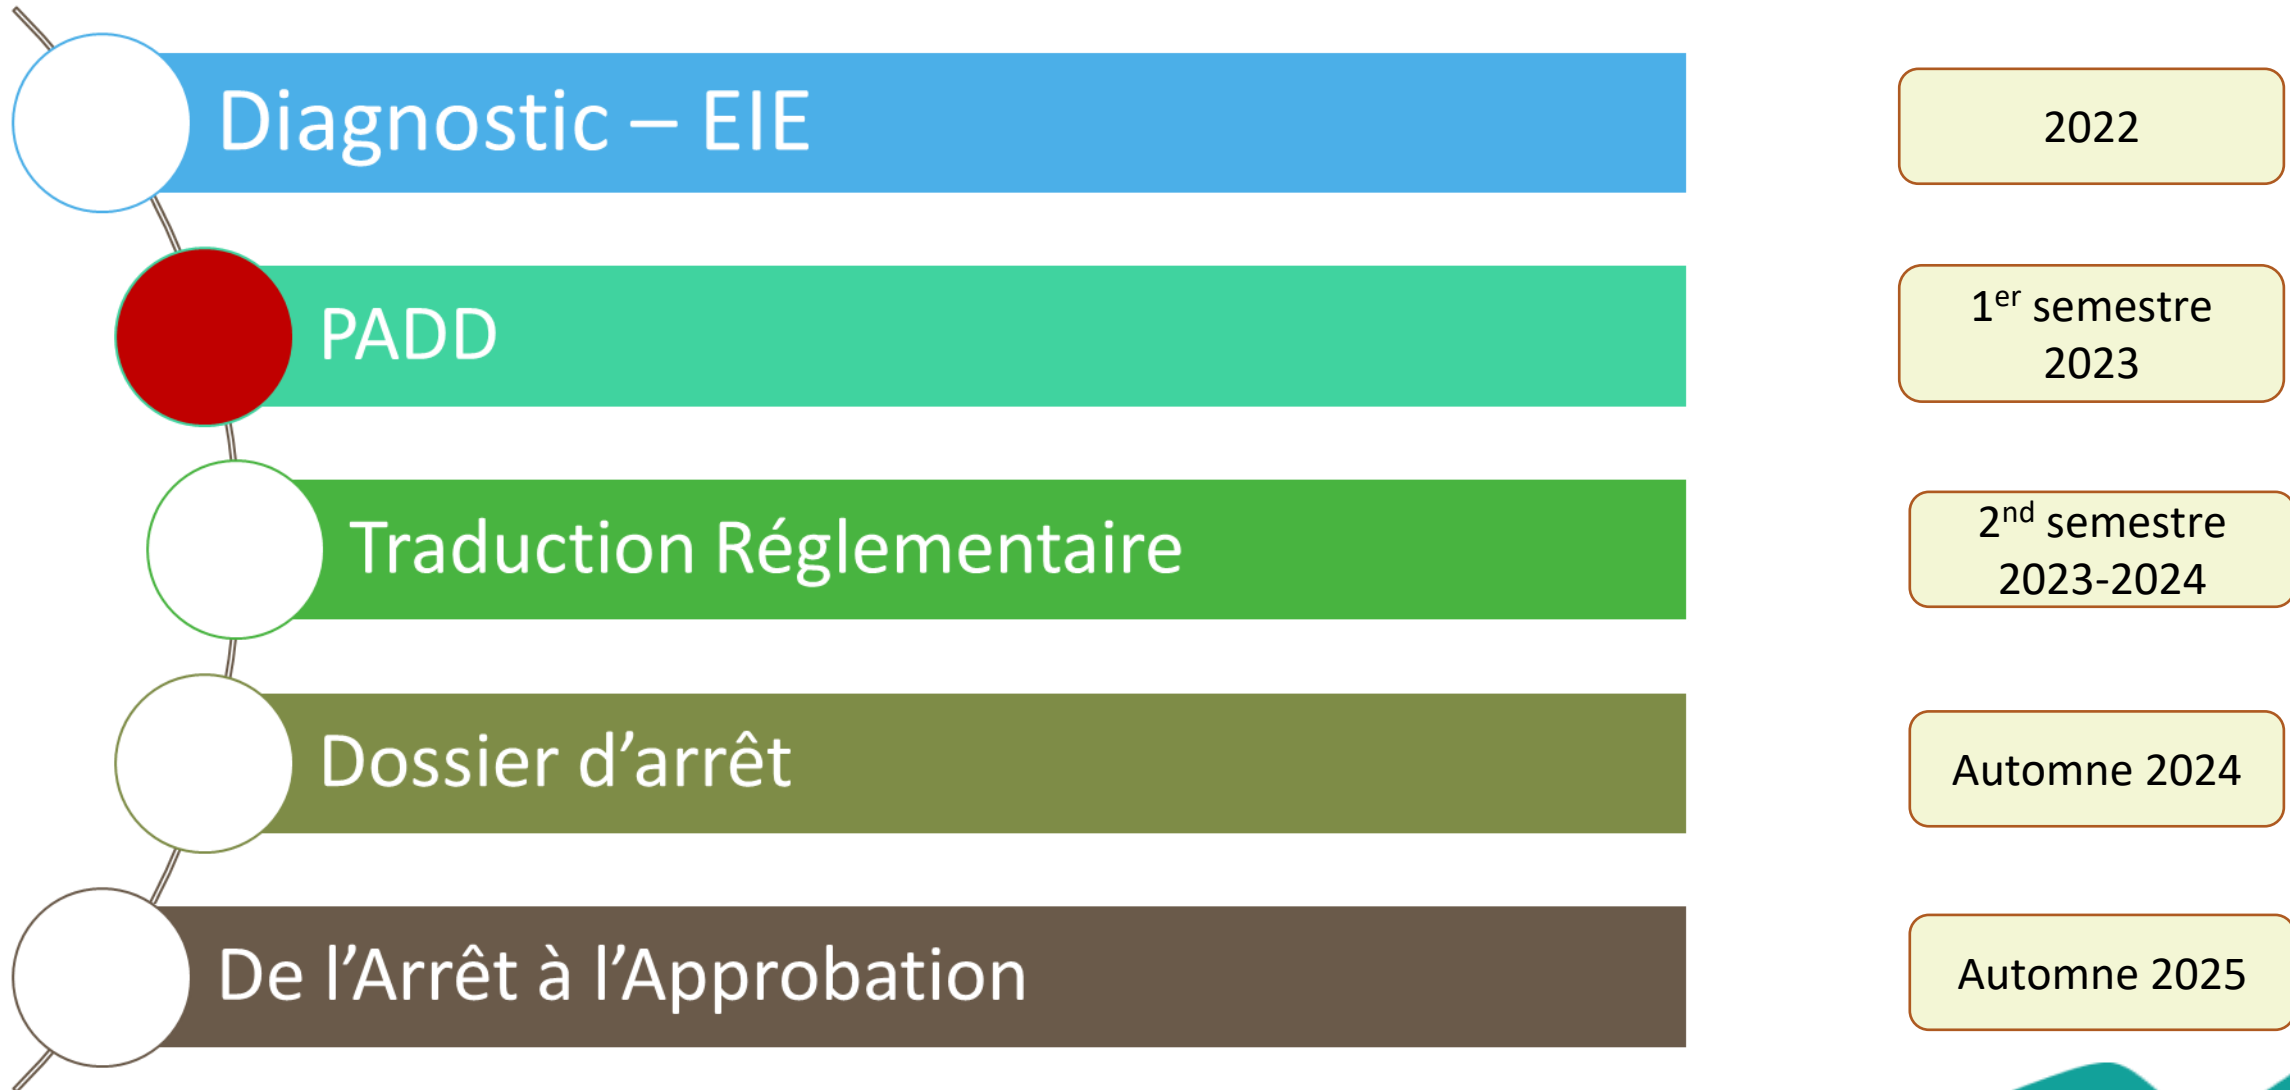 Diagnostic – EIE
2022
PADD
1er semestre
2023
Traduction Réglementaire
2nd semestre
2023-2024
Dossier d’arrêt
Automne 2024
De l’Arrêt à l’Approbation
Automne 2025